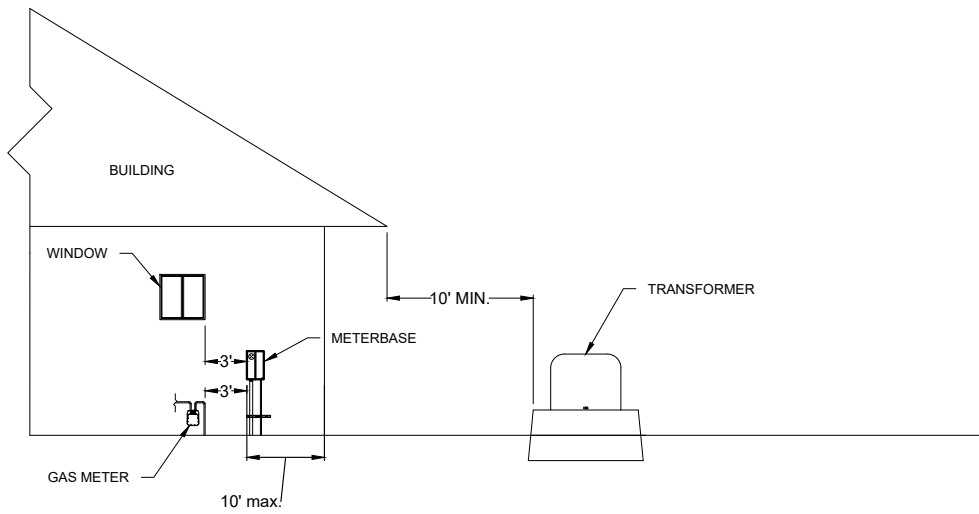 BUILDING
WINDOW
10' MIN.
TRANSFORMER
METERBASE
3'
3'
GAS METER
10' max.